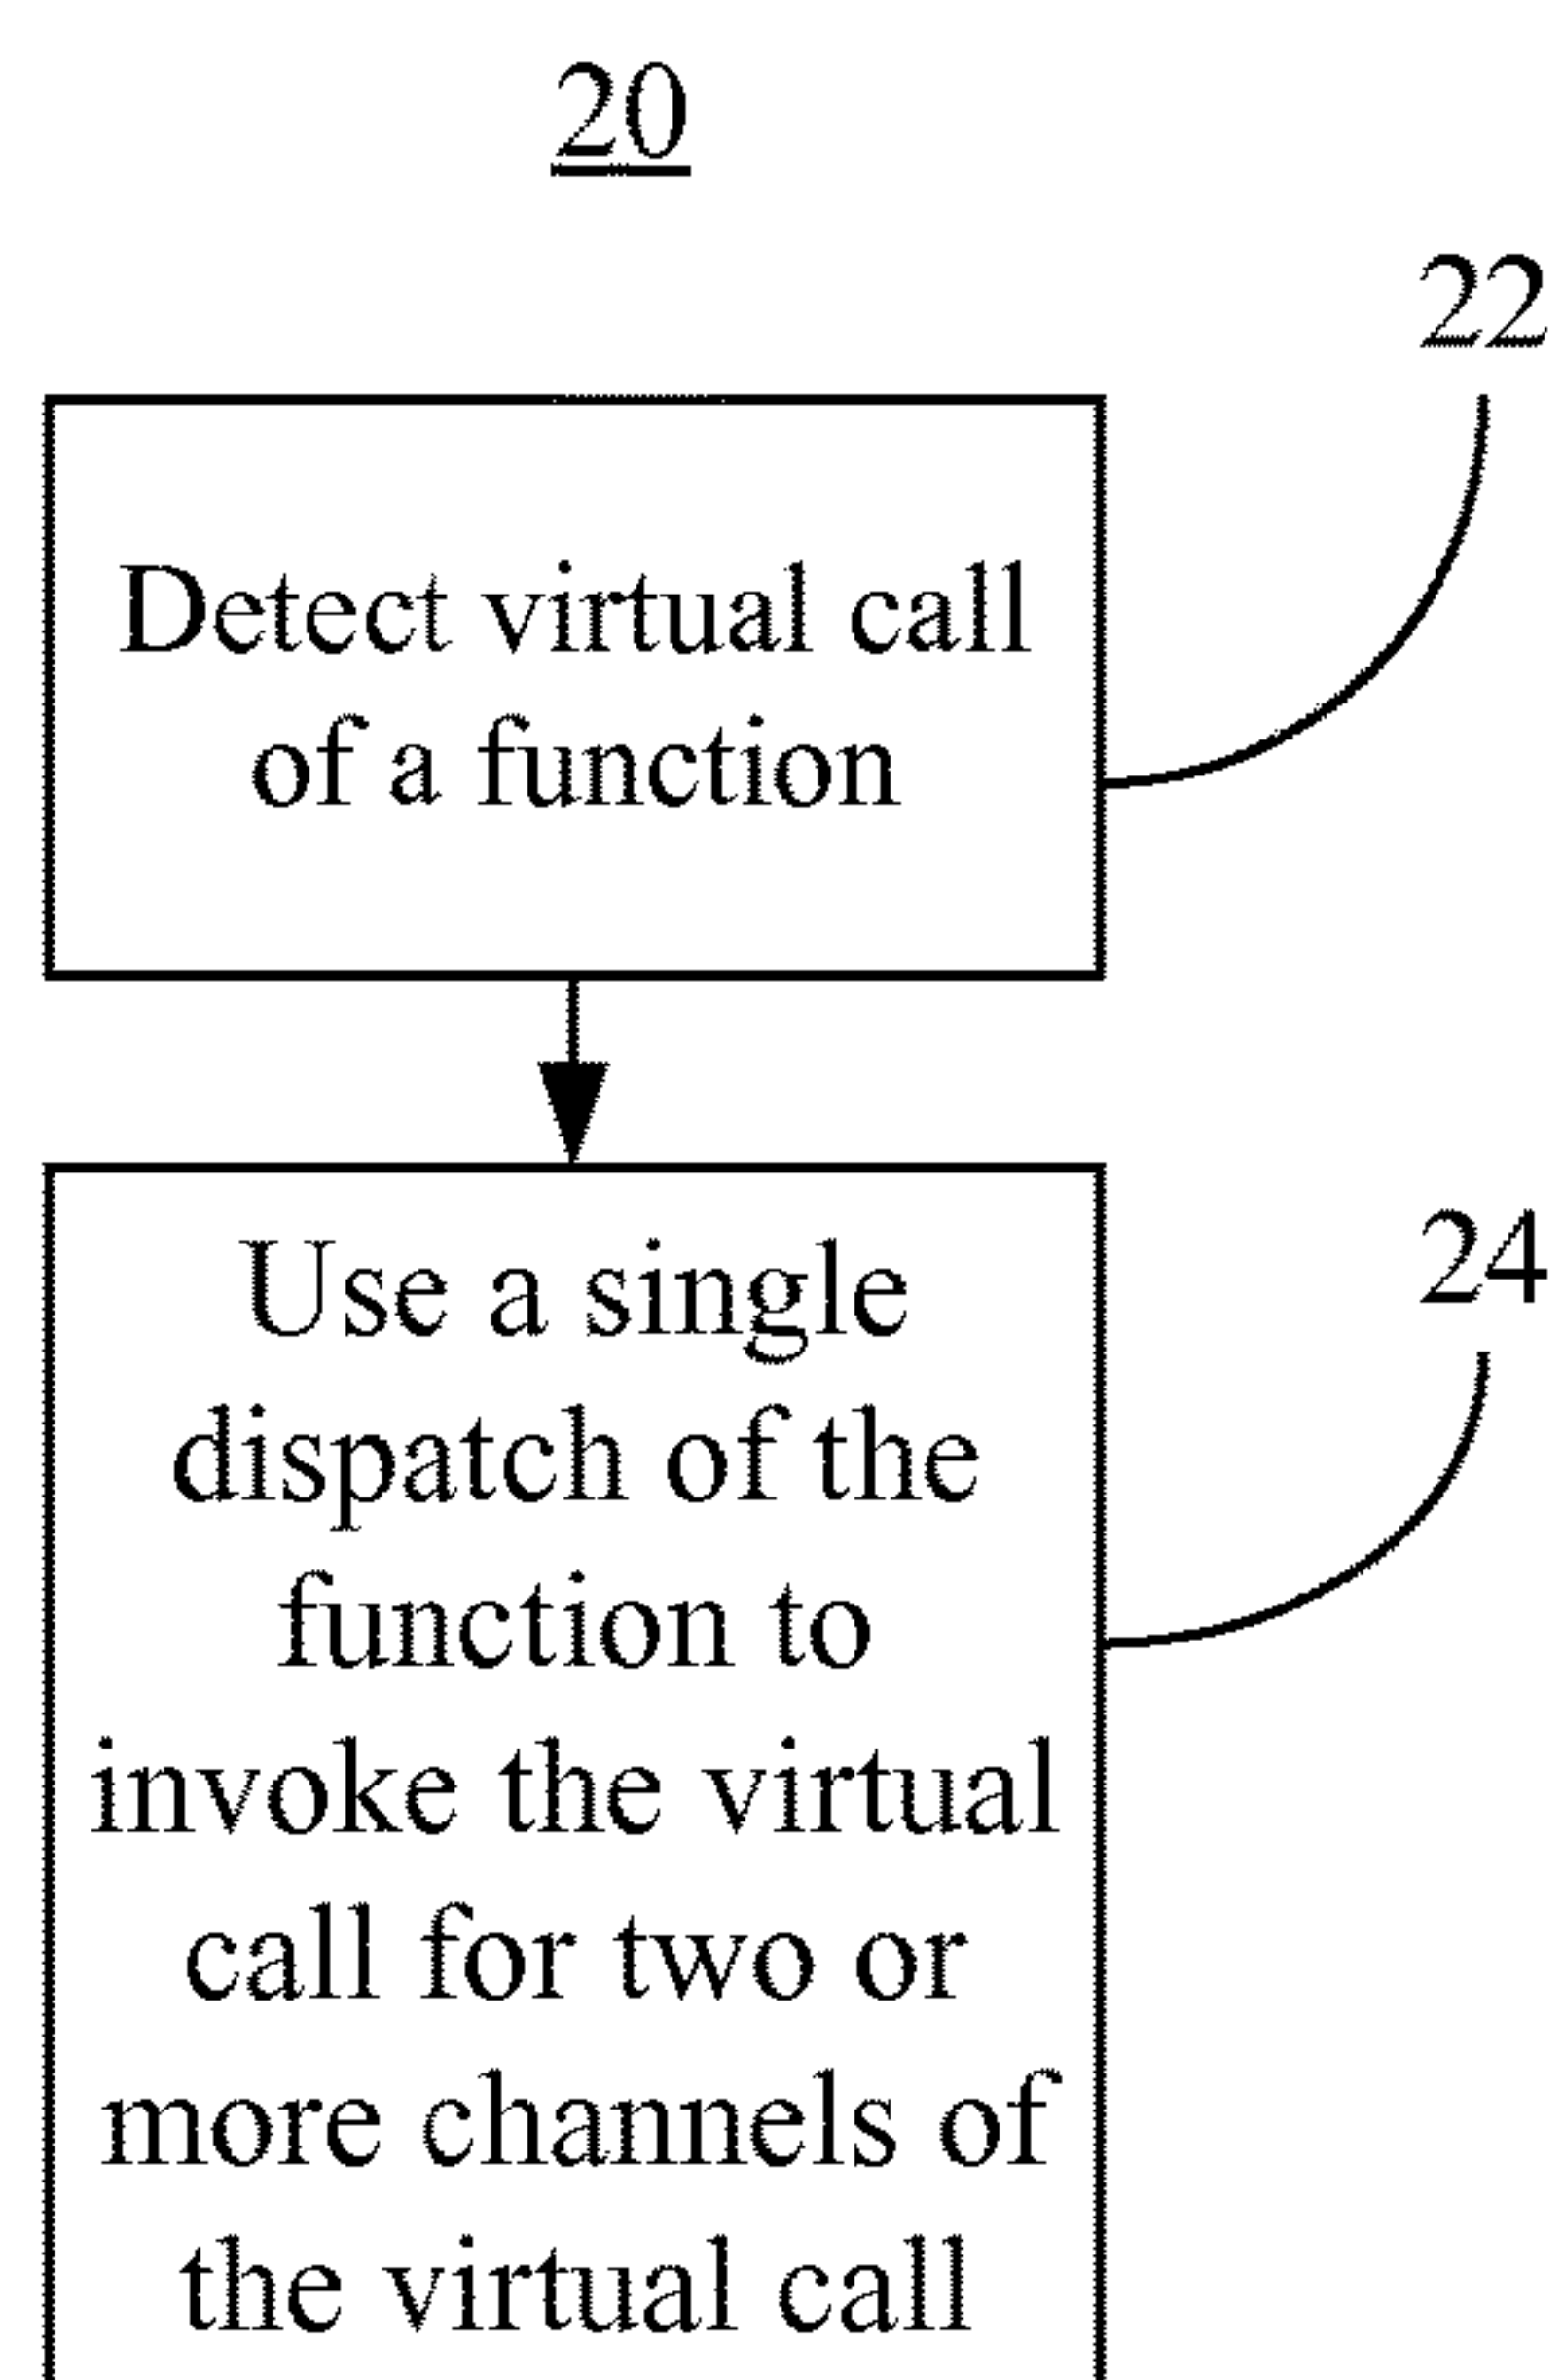 20
22
Detect virtual call
of a function
24
Use a single
dispatch of the
function to
invoke the virtual
call for two or
more channels of
the virtual call